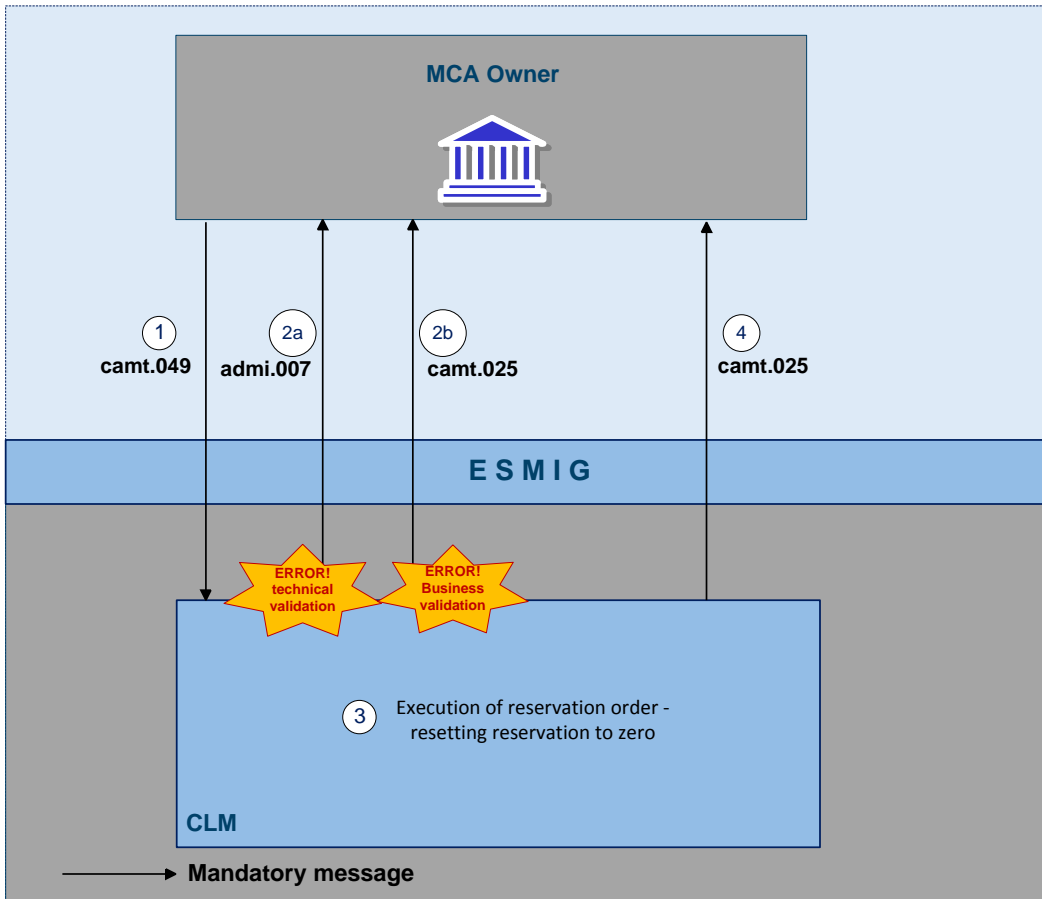 MCA Owner
1
camt.049
2a
admi.007
2b
camt.025
4
camt.025
E S M I G
ERROR!
technical
validation
ERROR!
Business
validation
3
Execution of reservation order -
resetting reservation to zero
CLM
Mandatory message